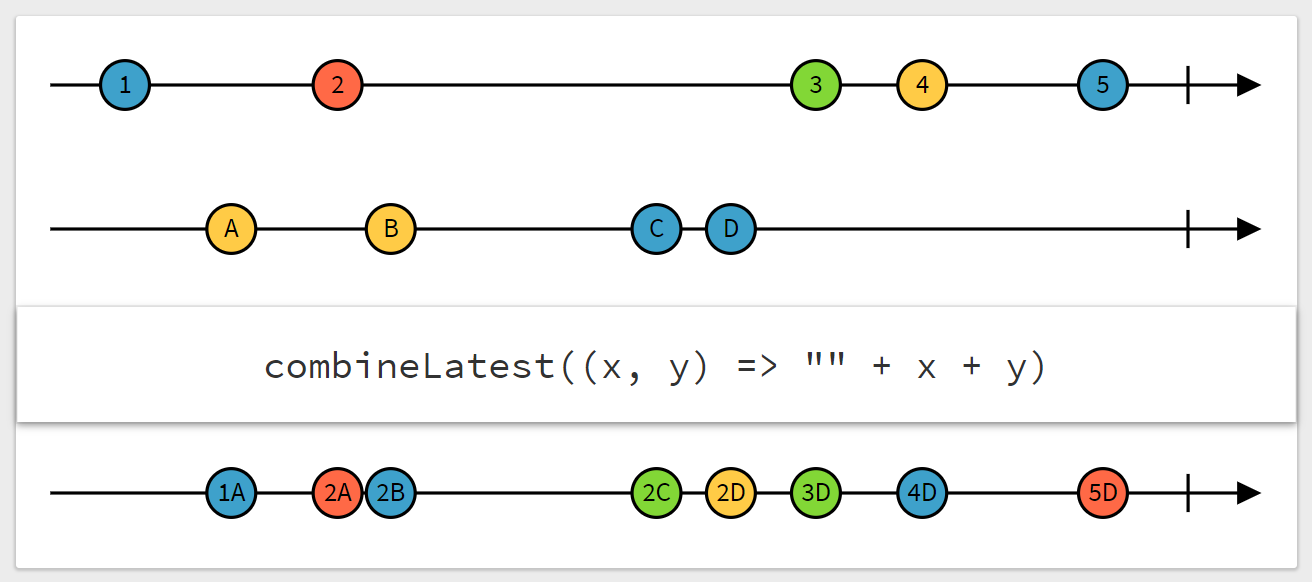 1 2 3 4 5
A B C D
combineLatest((x, y) => "" + x + y)
1A 2A 2B 2C 2D 3D 4D 5D